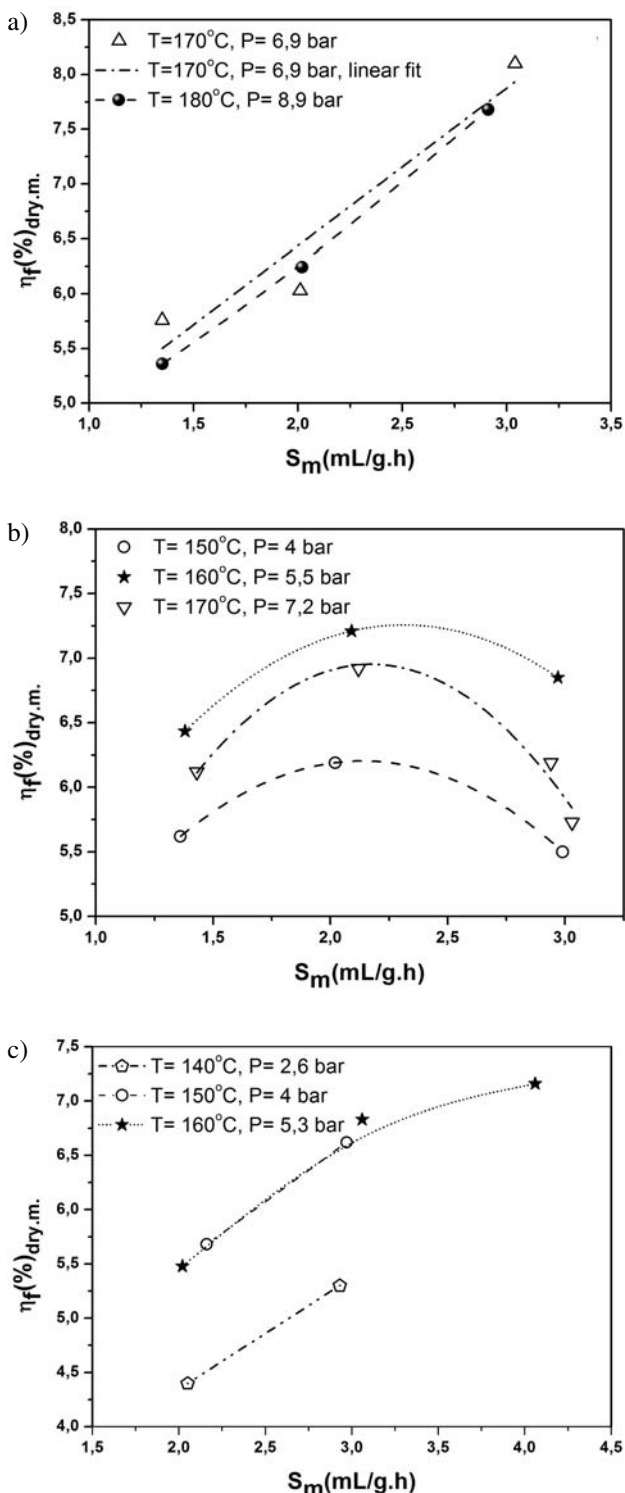 a)
T=170°C, P= 6,9 bar
T=170°C, P= 6,9 bar, linear fit
T= 180°C, P= 8,9 bar
8,0
7,5
7,0
6,5
6,0
5,5
5,0
ηf(%)dry.m.
1,0 1,5 2,0 2,5 3,0 3,5
Sm(mL/g.h)
b)
T= 150°C, P= 4 bar
T= 160°C, P= 5,5 bar
T= 170°C, P= 7,2 bar
8,0
7,5
7,0
6,5
6,0
5,5
5,0
ηf(%)dry.m.
1,0 1,5 2,0 2,5 3,0
Sm(mL/g.h)
c)
T= 140°C, P= 2,6 bar
T= 150°C, P= 4 bar
T= 160°C, P= 5,3 bar
7,5
7,0
6,5
6,0
5,5
5,0
4,5
4,0
ηf(%)dry.m.
1,5 2,0 2,5 3,0 3,5 4,0 4,5
Sm(mL/g.h)